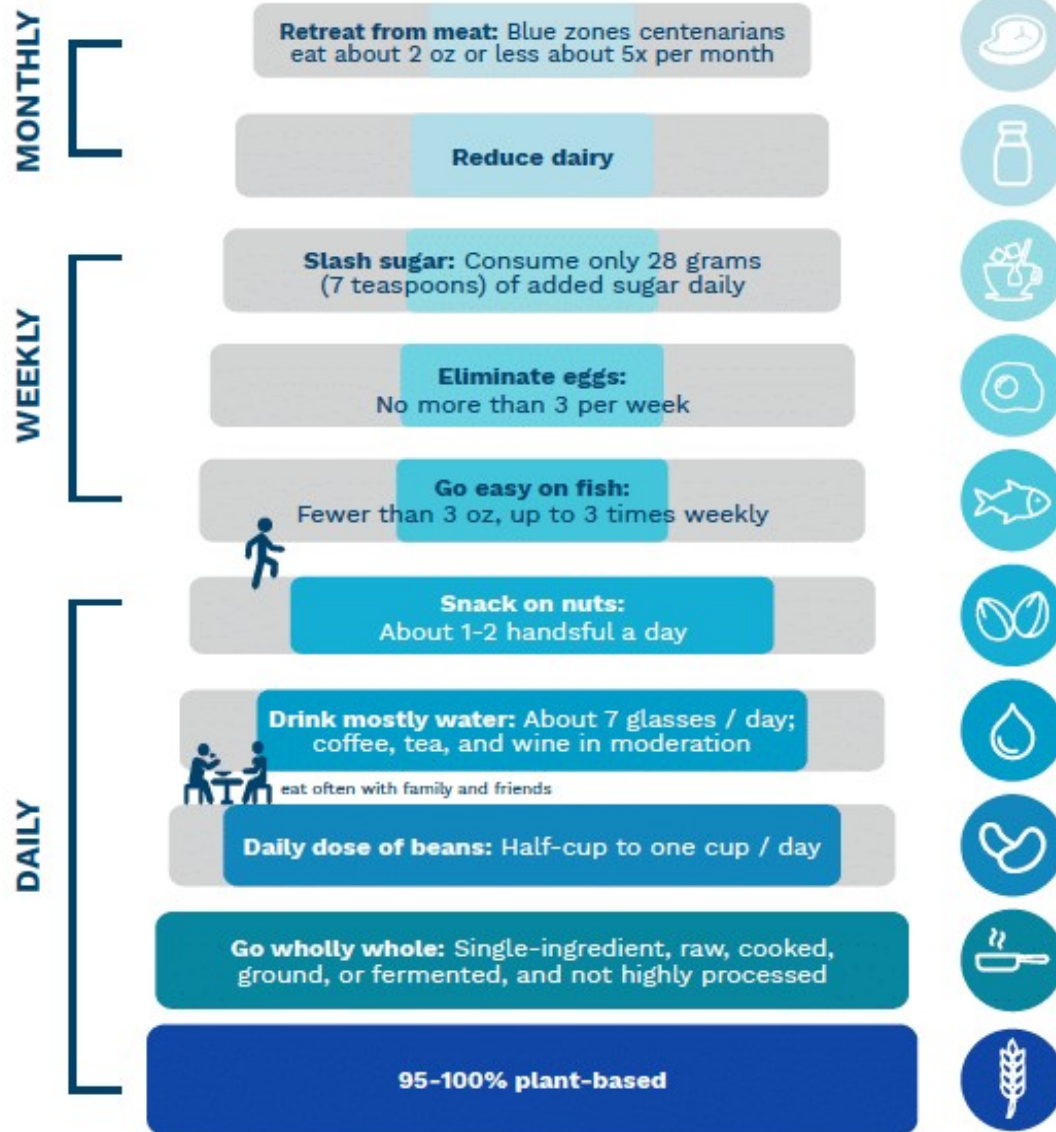 MONTHLY
Retreat from meat: Blue zones centenarians
eat about 2 oz or less about 5x per month
Reduce dairy
WEEKLY
Slash sugar: Consume only 28 grams
(7 teaspoons) of added sugar daily
Eliminate eggs:
No more than 3 per week
Go easy on fish:
Fewer than 3 oz, up to 3 times weekly
DAILY
Snack on nuts:
About 1-2 handsful a day
Drink mostly water: About 7 glasses / day;
coffee, tea, and wine in moderation
eat often with family and friends
Daily dose of beans: Half-cup to one cup / day
Go wholly whole: Single-ingredient, raw, cooked,
ground, or fermented, and not highly processed
95-100% plant-based